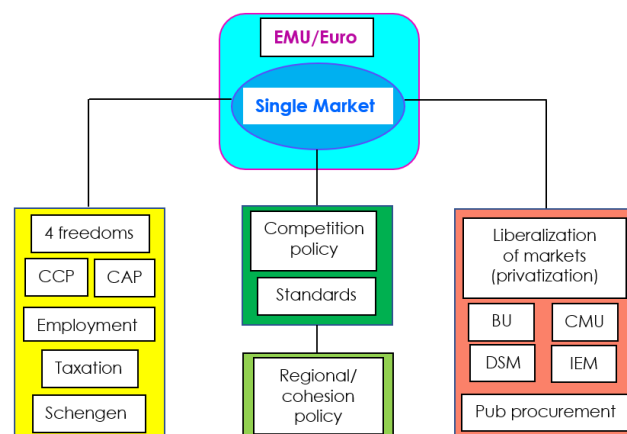 EMU/Euro
Single Market
4 freedoms
CCP
CAP
Employment
Taxation
Schengen
Competition
policy
Standards
Regional/
cohesion
policy
Liberalization
of markets
(privatization)
BU
CMU
DSM
IEM
Pub procurement